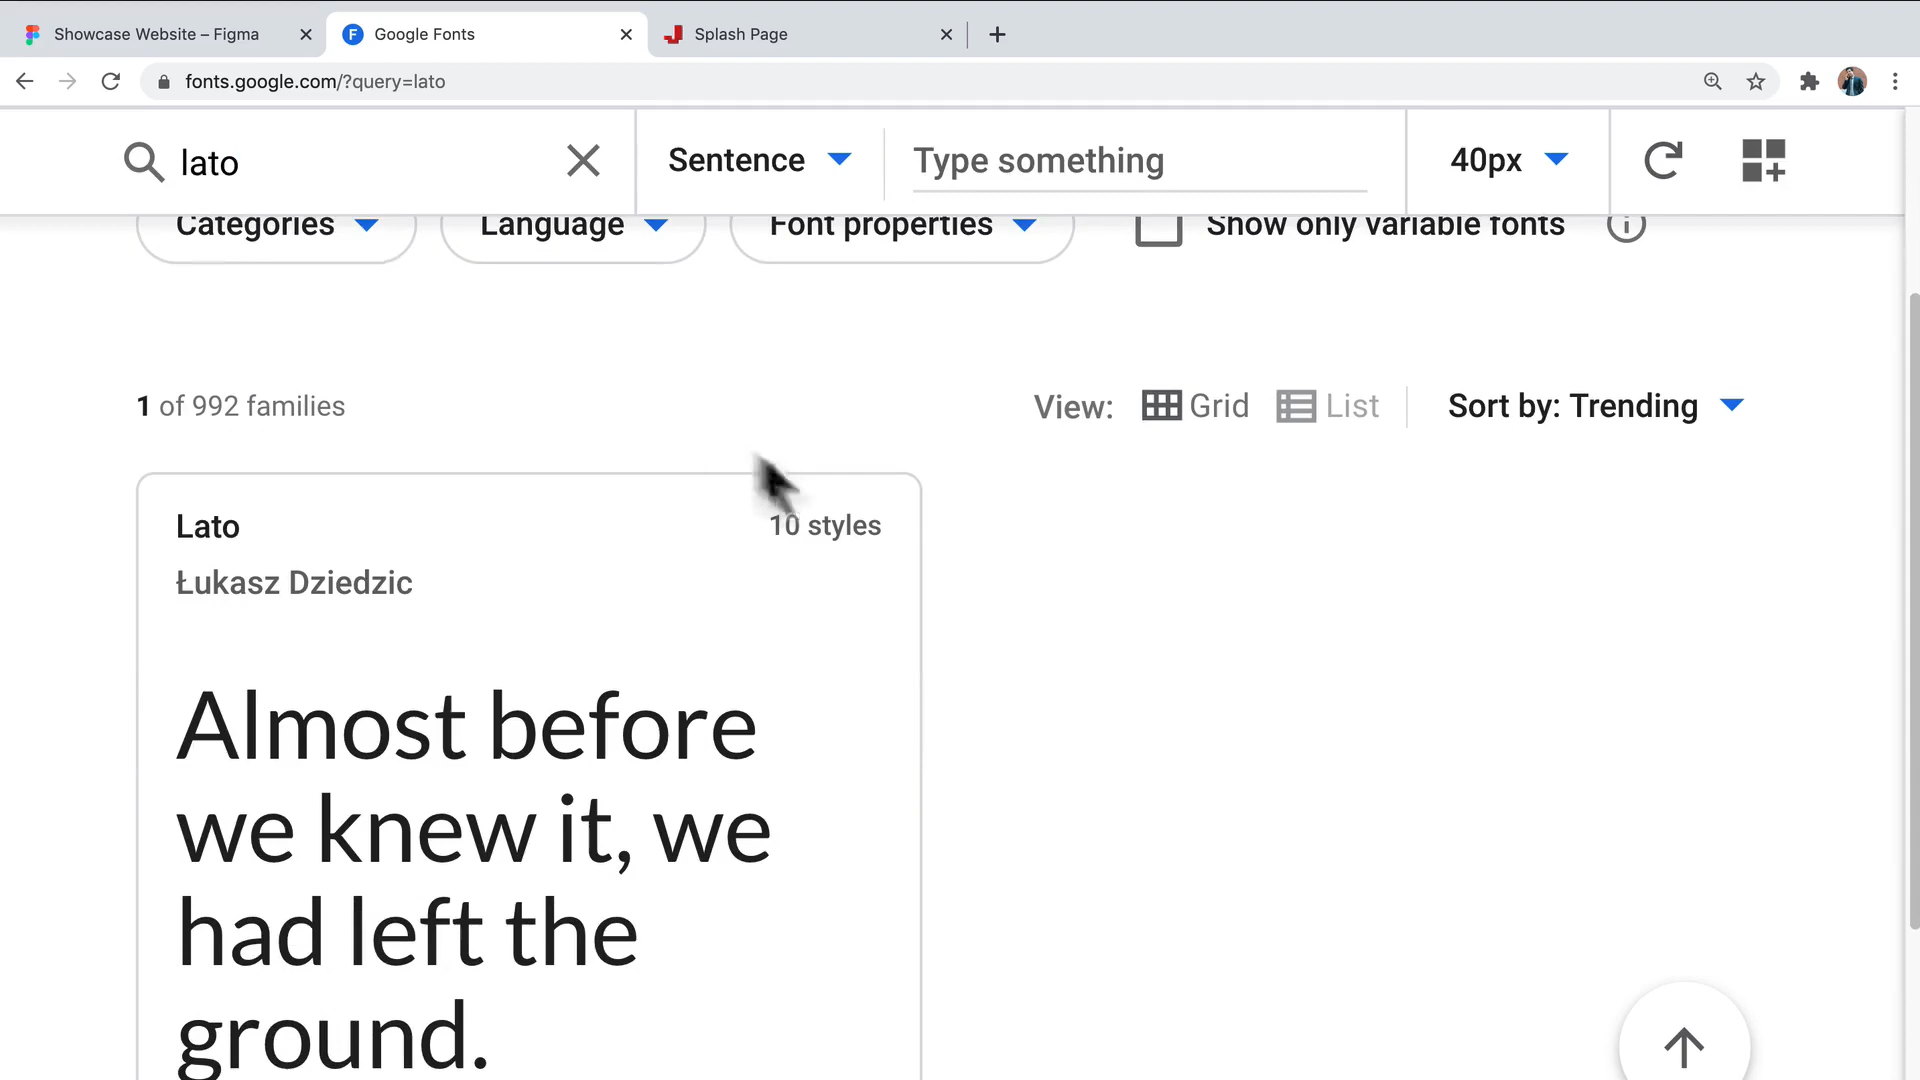 Showcase Website – Figma
Google Fonts
Splash Page
fonts.google.com/?query=lato
lato
Sentence
Type something
40px
Categories
Language
Font properties
Show only variable fonts
1 of 992 families
View:
Grid
List
Sort by: Trending
Lato
10 styles
Łukasz Dziedzic
Almost before
we knew it, we
had left the
ground.